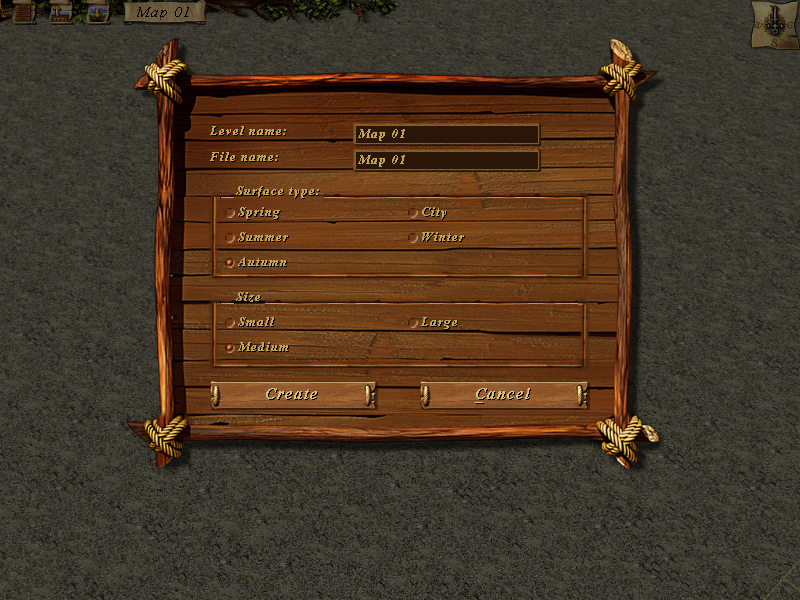 Map 01
Level name: Map 01
File name: Map 01
Surface type:
Spring City
Summer Winter
Autumn
Size
Small Large
Medium
Create Cancel